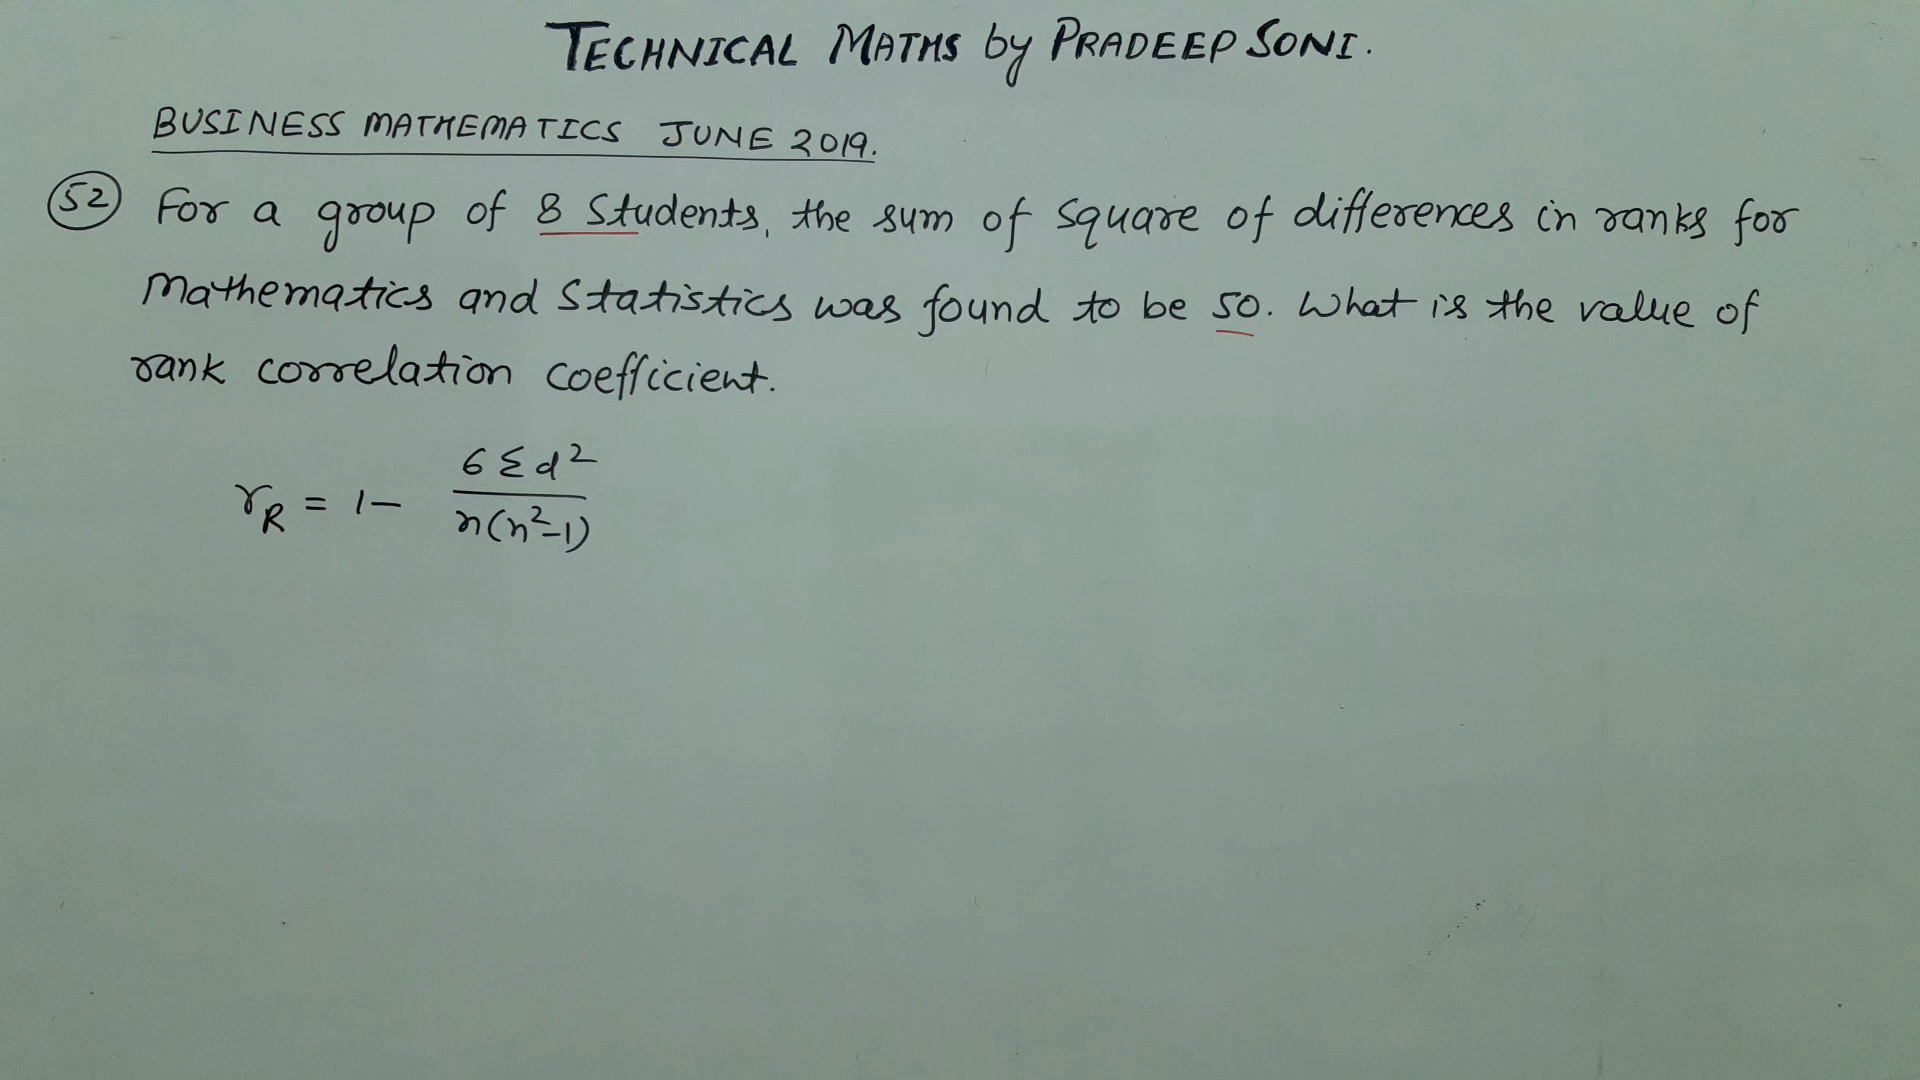 TECHNICAL MATHS by PRADEEP SONI.
BUSINESS MATHEMATICS JUNE 2019.
52 For a group of 8 Students, the sum of square of differences in ranks for
Mathematics and Statistics was found to be 50. What is the value of
rank correlation coefficient.
r_R = 1 - 6Σd² / n(n²-1)